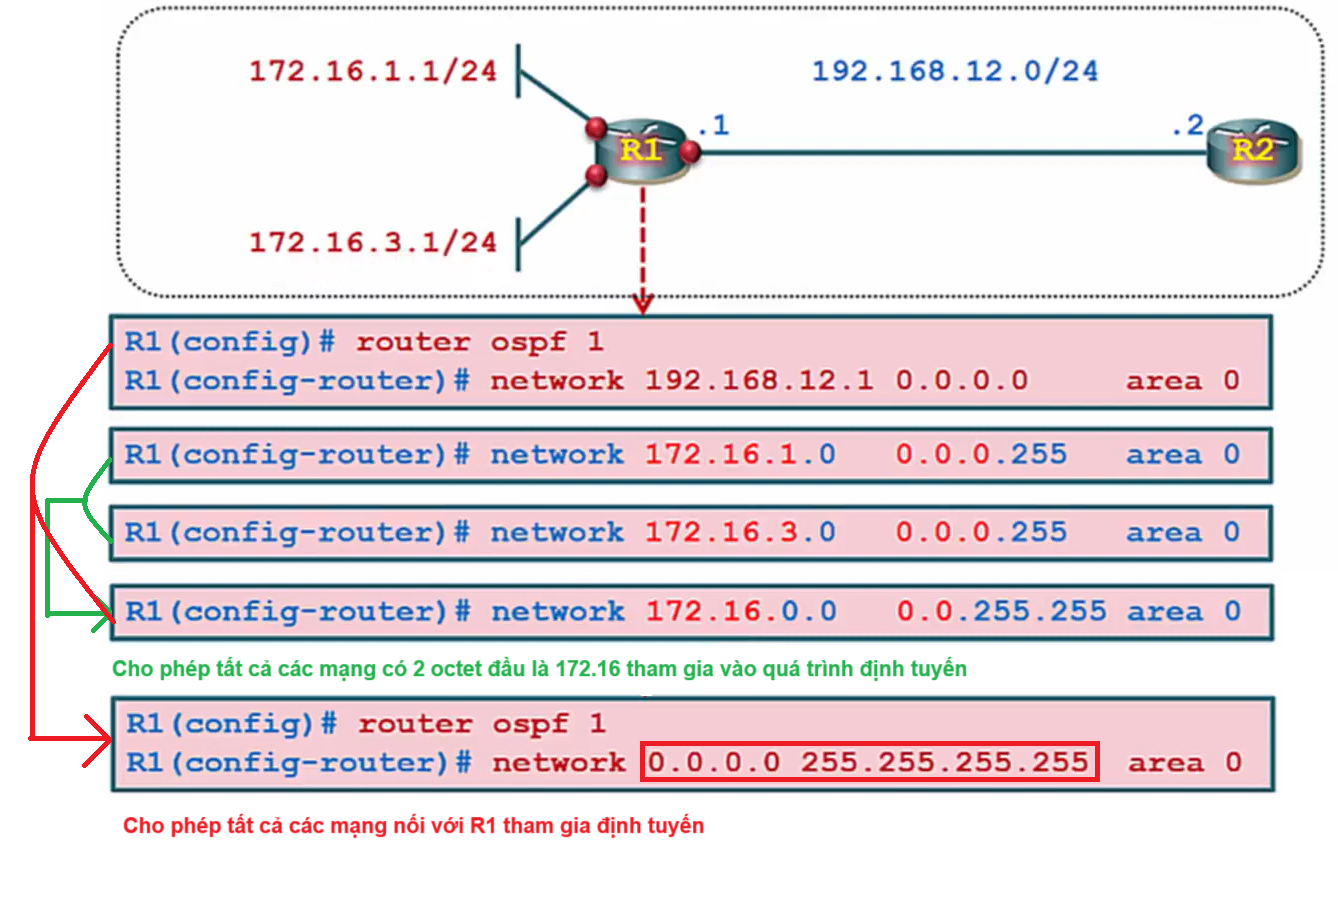 172.16.1.1/24
192.168.12.0/24
.1
.2
R1
R2
172.16.3.1/24
R1(config)# router ospf 1
R1(config-router)# network 192.168.12.1 0.0.0.0 area 0
R1(config-router)# network 172.16.1.0 0.0.0.255 area 0
R1(config-router)# network 172.16.3.0 0.0.0.255 area 0
R1(config-router)# network 172.16.0.0 0.0.255.255 area 0
Cho phép tất cả các mạng có 2 octet đầu là 172.16 tham gia vào quá trình định tuyến
R1(config)# router ospf 1
R1(config-router)# network 0.0.0.0 255.255.255.255 area 0
Cho phép tất cả các mạng nối với R1 tham gia định tuyến